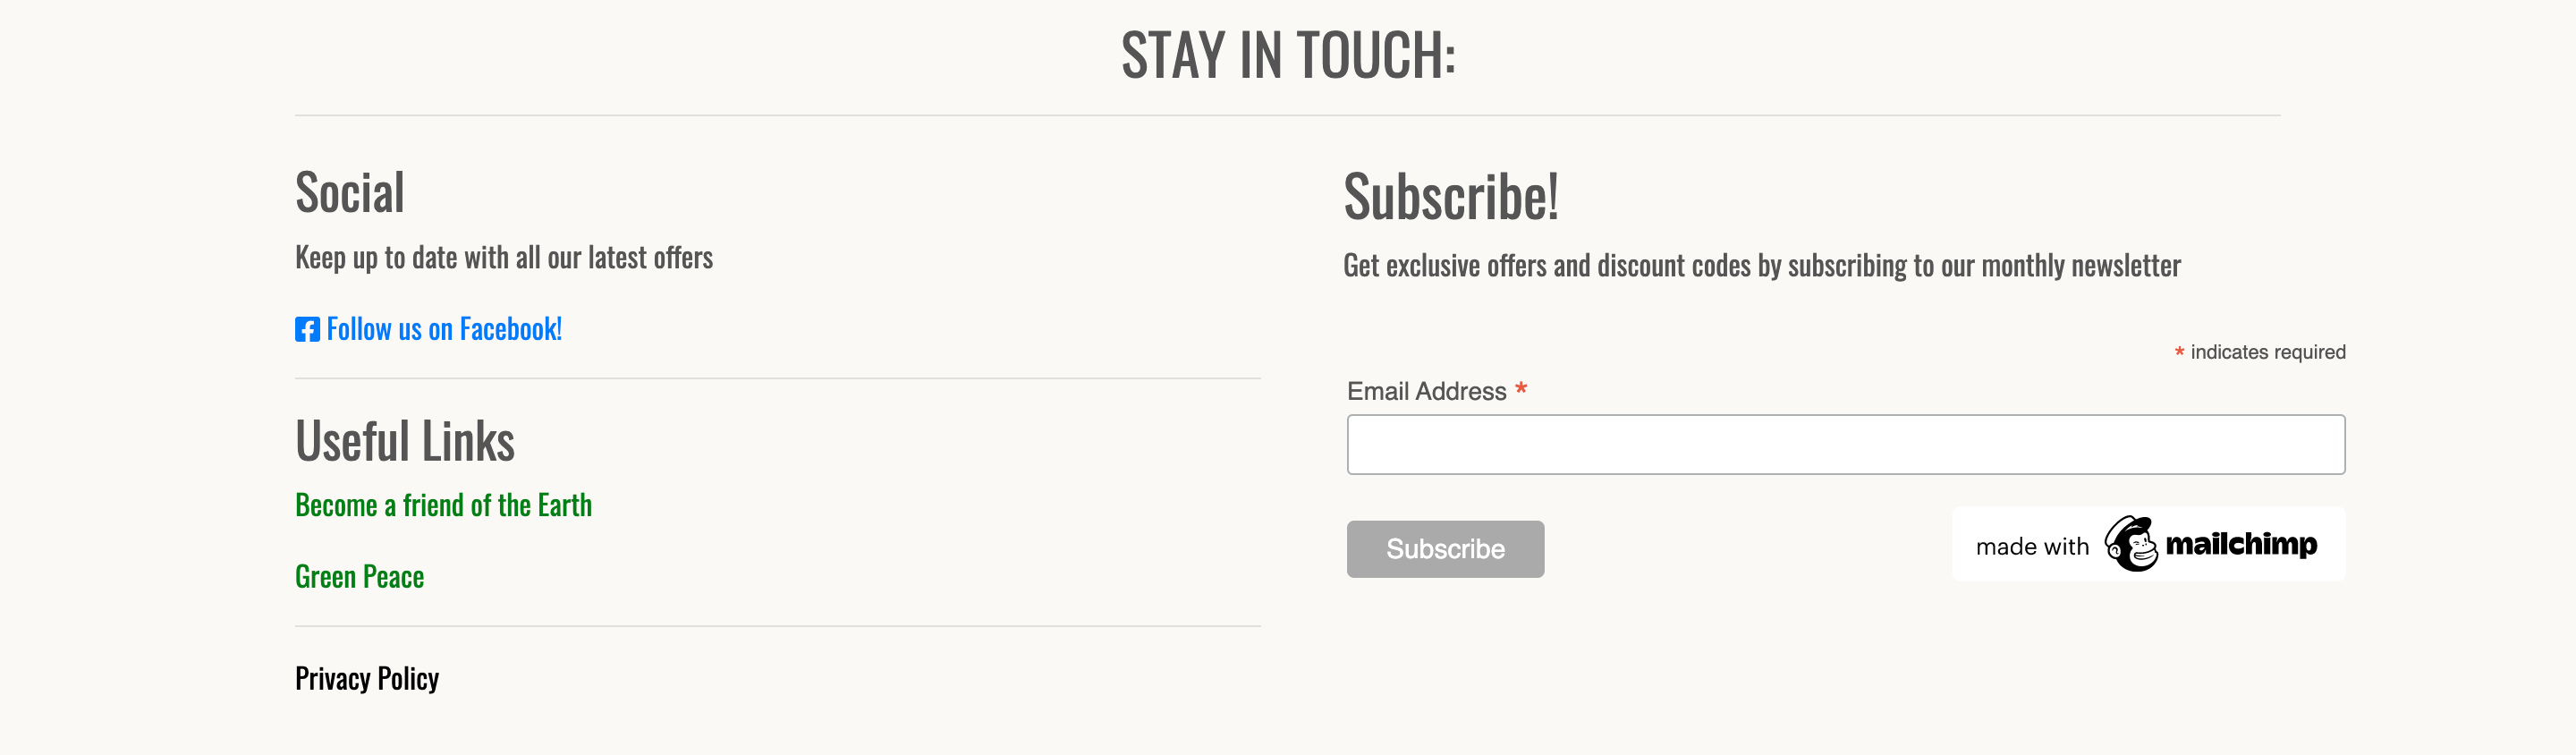 STAY IN TOUCH:
Social
Keep up to date with all our latest offers
Follow us on Facebook!
Useful Links
Become a friend of the Earth
Green Peace
Privacy Policy
Subscribe!
Get exclusive offers and discount codes by subscribing to our monthly newsletter
* indicates required
Email Address *
Subscribe
made with mailchimp